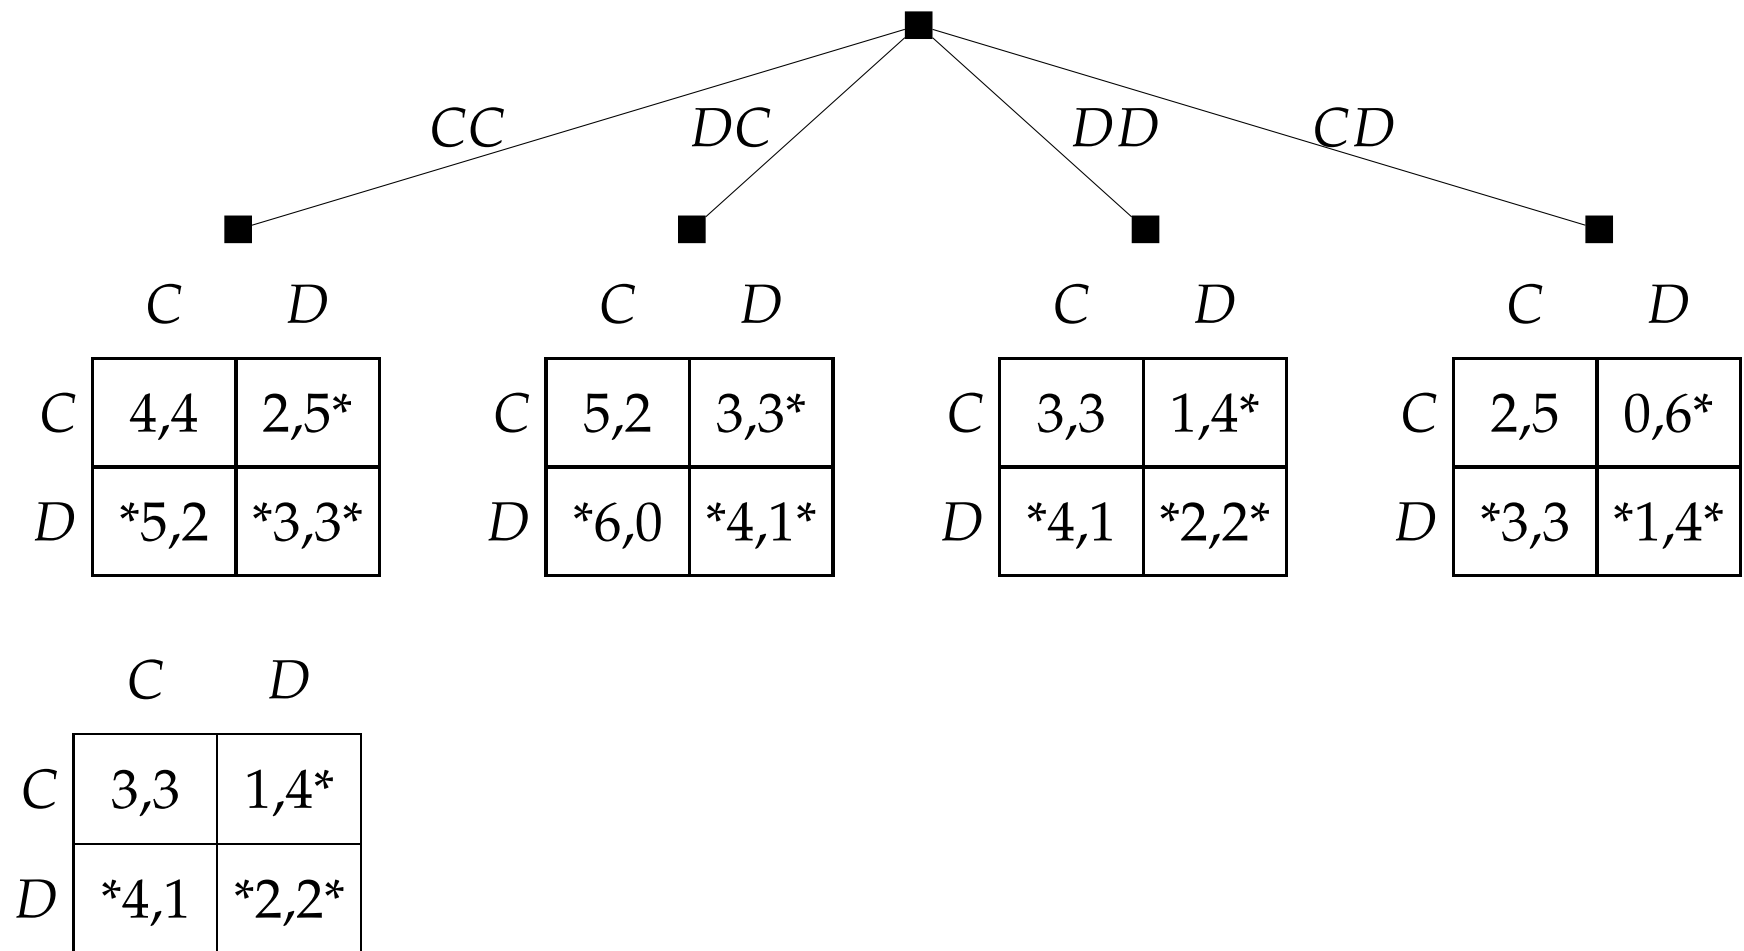 CC DC DD CD
C D C D C D C D
C 4,4 2,5* C 5,2 3,3* C 3,3 1,4* C 2,5 0,6*
D *5,2 *3,3* D *6,0 *4,1* D *4,1 *2,2* D *3,3 *1,4*
C D
C 3,3 1,4*
D *4,1 *2,2*